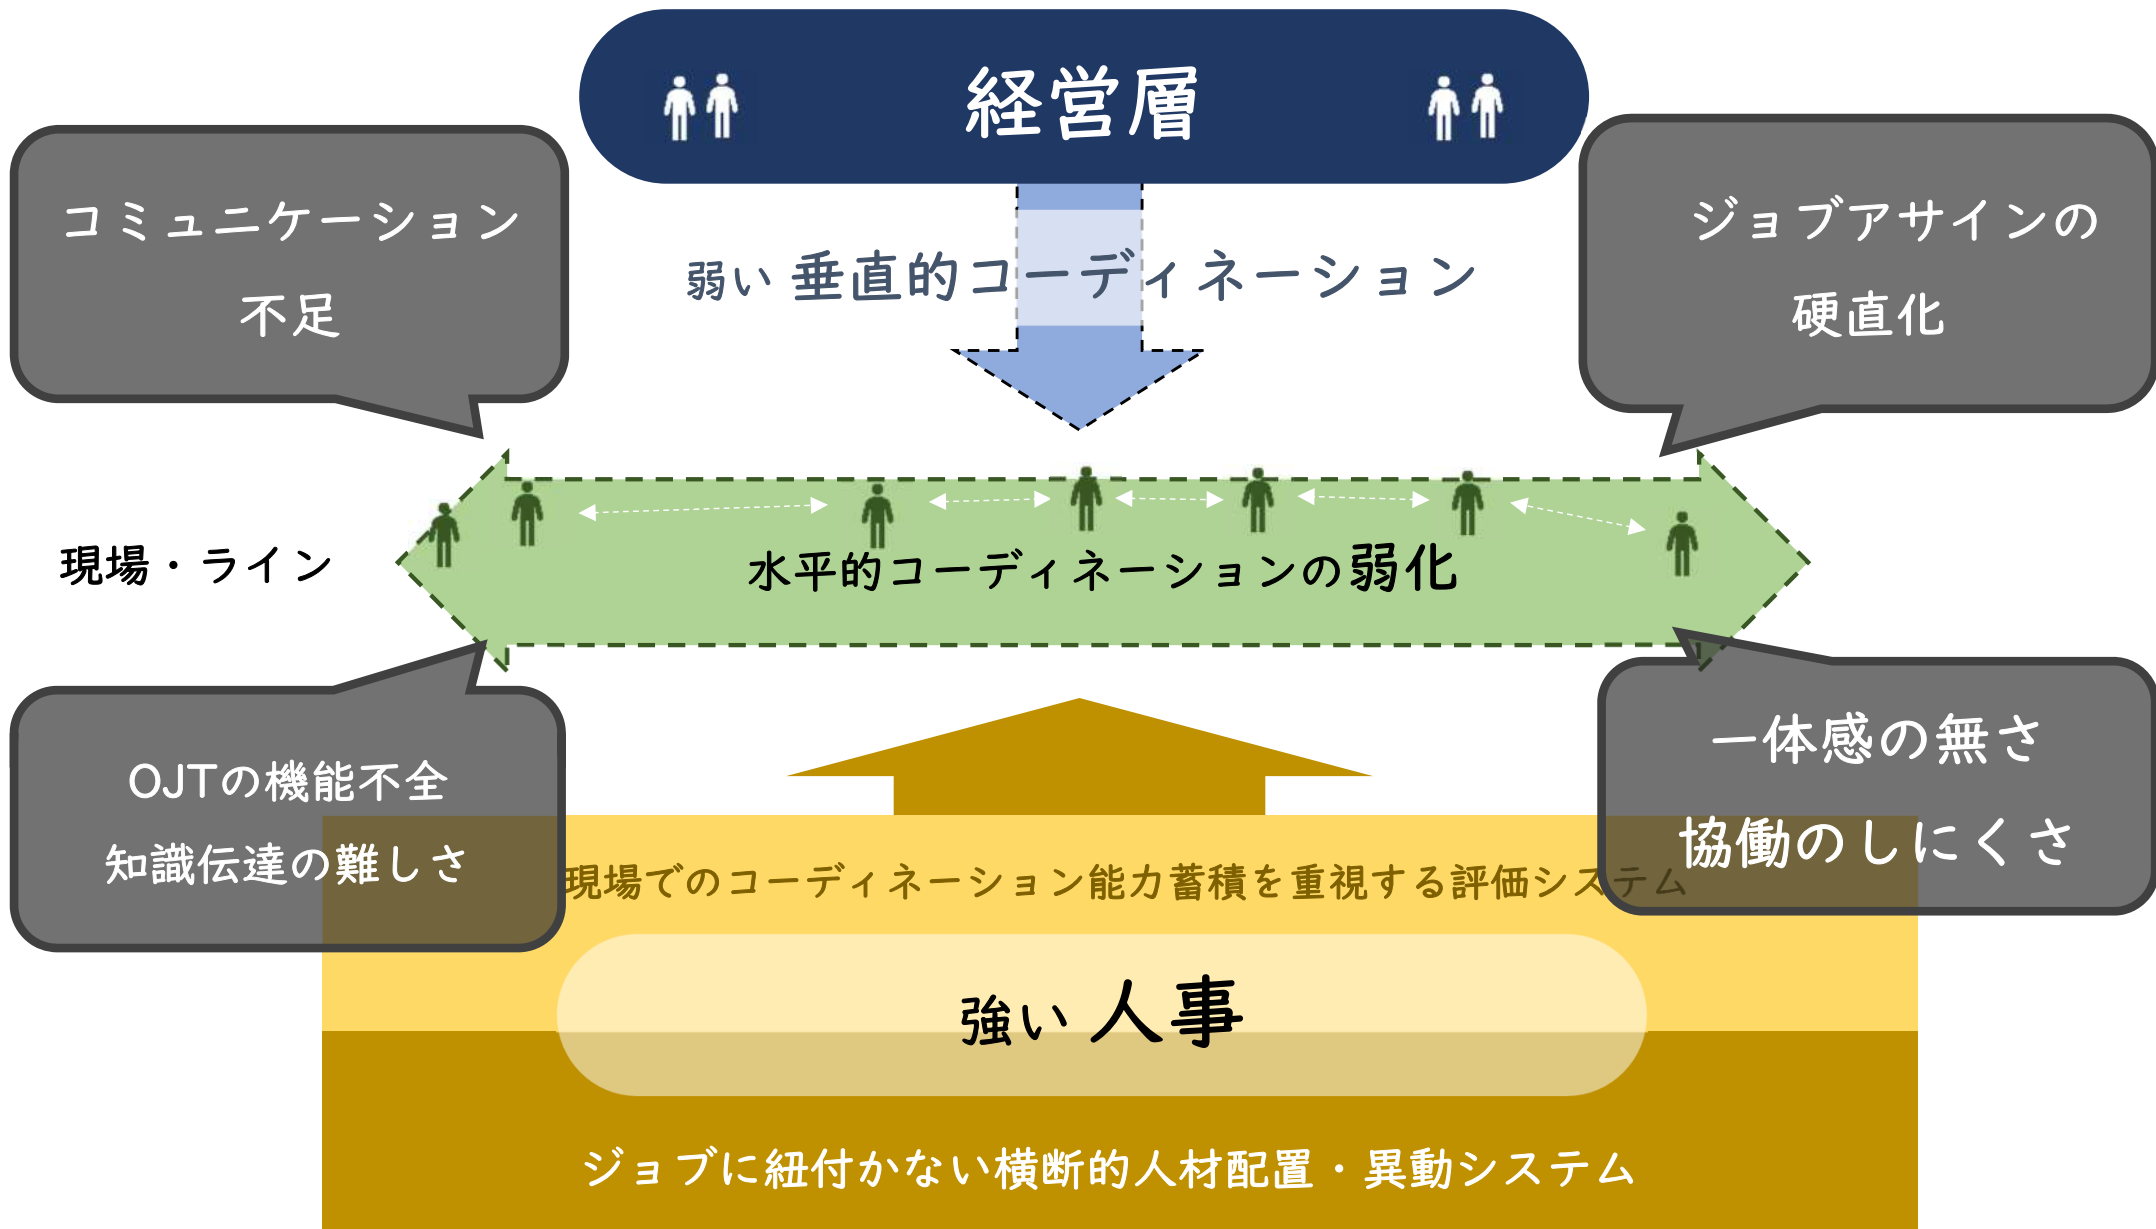 経営層
コミュニケーション
不足
ジョブアサインの
硬直化
弱い 垂直的コーディネーション
現場・ライン
水平的コーディネーションの弱化
OJTの機能不全
知識伝達の難しさ
一体感の無さ
協働のしにくさ
現場でのコーディネーション能力蓄積を重視する評価システム
強い 人事
ジョブに紐付かない横断的人材配置・異動システム